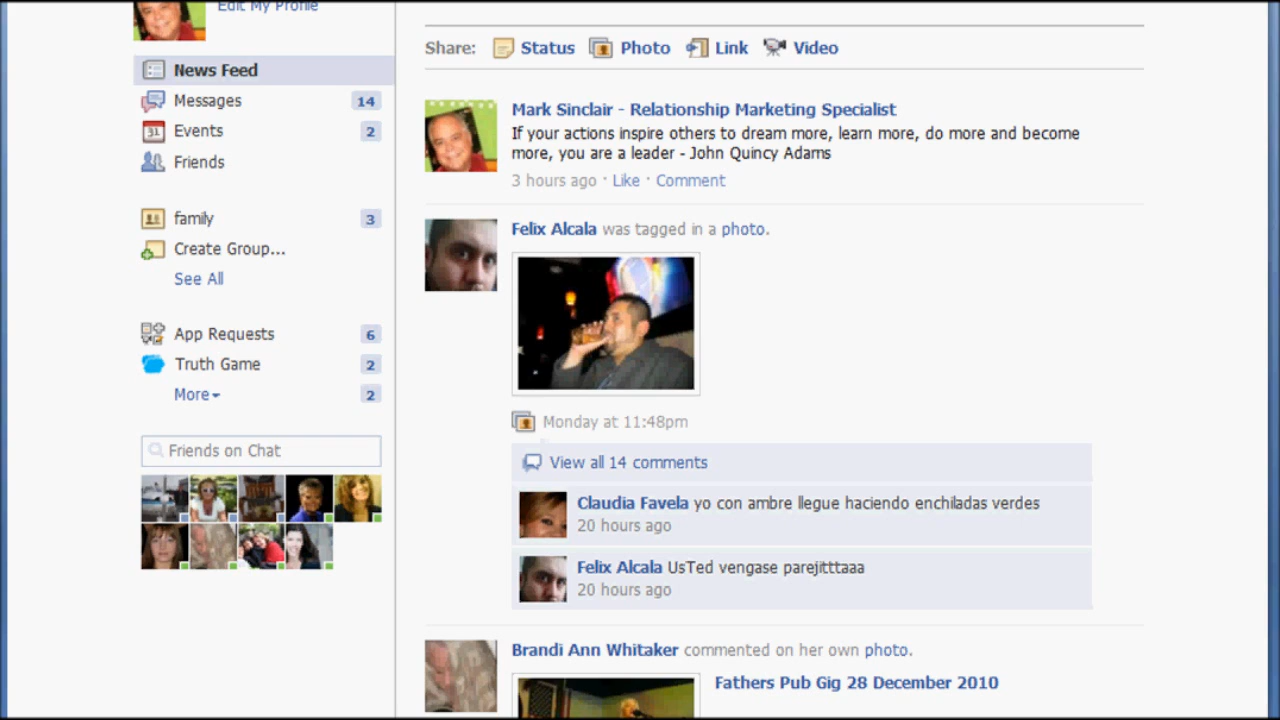 Edit My Profile
News Feed
Messages 14
31 Events 2
Friends
family 3
Create Group...
See All
App Requests 6
Truth Game 2
More 2
Friends on Chat
Share: Status Photo Link Video
Mark Sinclair - Relationship Marketing Specialist
If your actions inspire others to dream more, learn more, do more and become
more, you are a leader - John Quincy Adams
3 hours ago · Like · Comment
Felix Alcala was tagged in a photo.
Monday at 11:48pm
View all 14 comments
Claudia Favela yo con ambre llegue haciendo enchiladas verdes
20 hours ago
Felix Alcala UsTed vengase parejitttaaa
20 hours ago
Brandi Ann Whitaker commented on her own photo.
Fathers Pub Gig 28 December 2010